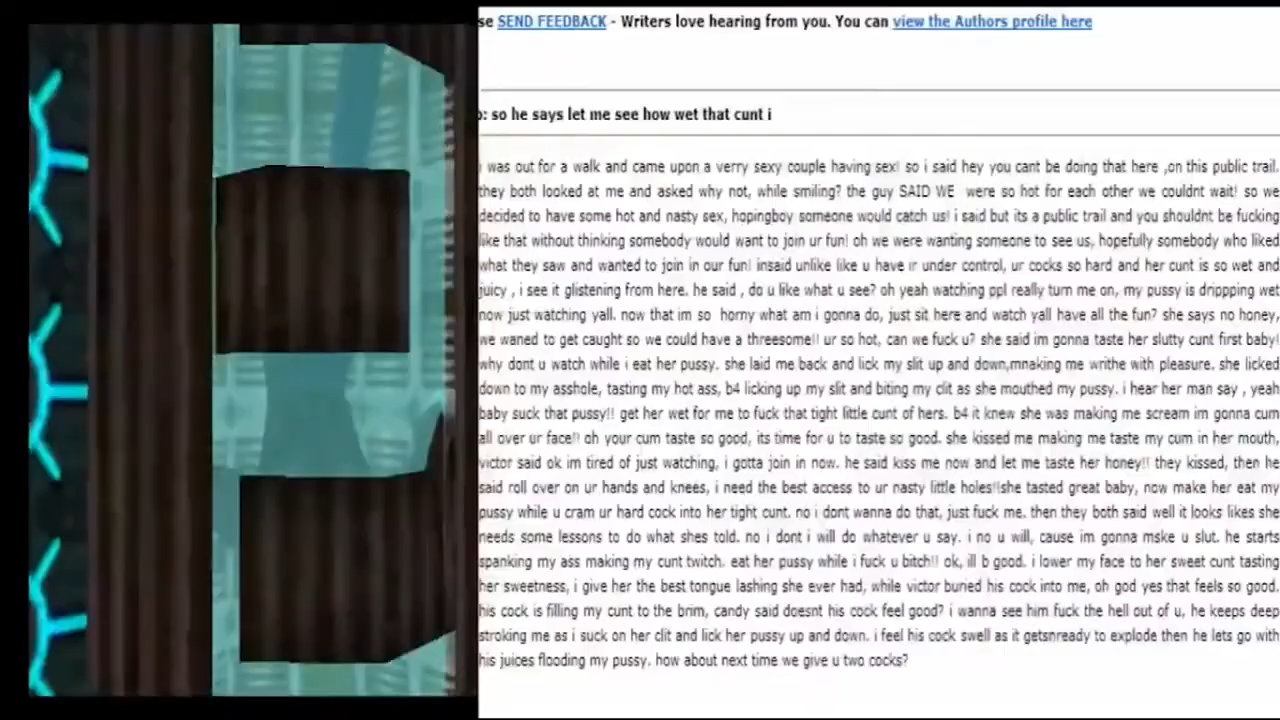 se SEND FEEDBACK - Writers love hearing from you. You can view the Authors profile here
: so he says let me see how wet that cunt i
was out for a walk and came upon a verry sexy couple having sex! so i said hey you cant be doing that here ,on this public trail.
they both looked at me and asked why not, while smiling? the guy SAID WE were so hot for each other we couldnt wait! so we
decided to have some hot and nasty sex, hopingboy someone would catch us! i said but its a public trail and you shouldnt be fucking
like that without thinking somebody would want to join ur fun! oh we were wanting someone to see us, hopefully somebody who liked
what they saw and wanted to join in our fun! insaid unlike like u have ir under control, ur cocks so hard and her cunt is so wet and
juicy , i see it glistening from here. he said , do u like what u see? oh yeah watching ppl really turn me on, my pussy is drippping wet
now just watching yall. now that im so horny what am i gonna do, just sit here and watch yall have all the fun? she says no honey,
we waned to get caught so we could have a threesome!! ur so hot, can we fuck u? she said im gonna taste her slutty cunt first baby!
why dont u watch while i eat her pussy. she laid me back and lick my slit up and down,mnaking me writhe with pleasure. she licked
down to my asshole, tasting my hot ass, b4 licking up my slit and biting my clit as she mouthed my pussy. i hear her man say , yeah
baby suck that pussy!! get her wet for me to fuck that tight little cunt of hers. b4 it knew she was making me scream im gonna cum
all over ur face!! oh your cum taste so good, its time for u to taste so good. she kissed me making me taste my cum in her mouth,
victor said ok im tired of just watching, i gotta join in now. he said kiss me now and let me taste her honey!! they kissed, then he
said roll over on ur hands and knees, i need the best access to ur nasty little holes!!she tasted great baby, now make her eat my
pussy while u cram ur hard cock into her tight cunt. no i dont wanna do that, just fuck me. then they both said well it looks likes she
needs some lessons to do what shes told. no i dont i will do whatever u say. i no u will, cause im gonna mske u slut. he starts
spanking my ass making my cunt twitch. eat her pussy while i fuck u bitch!! ok, ill b good. i lower my face to her sweet cunt tasting
her sweetness, i give her the best tongue lashing she ever had, while victor buried his cock into me, oh god yes that feels so good.
his cock is filling my cunt to the brim, candy said doesnt his cock feel good? i wanna see him fuck the hell out of u, he keeps deep
stroking me as i suck on her clit and lick her pussy up and down. i feel his cock swell as it getsnready to explode then he lets go with
his juices flooding my pussy. how about next time we give u two cocks?